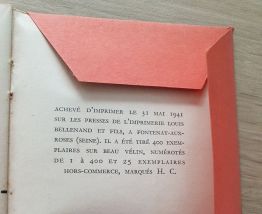 ACHEVÉ D'IMPRIMER LE 31 MAI 1941
SUR LES PRESSES DE L'IMPRIMERIE LOUIS
BELLENAND ET FILS, A FONTENAY-AUX-
ROSES (SEINE). IL A ÉTÉ TIRÉ 400 EXEM-
PLAIRES SUR BEAU VÉLIN, NUMÉROTÉS
DE 1 à 400 ET 25 EXEMPLAIRES
HORS-COMMERCE, MARQUÉS H. C.